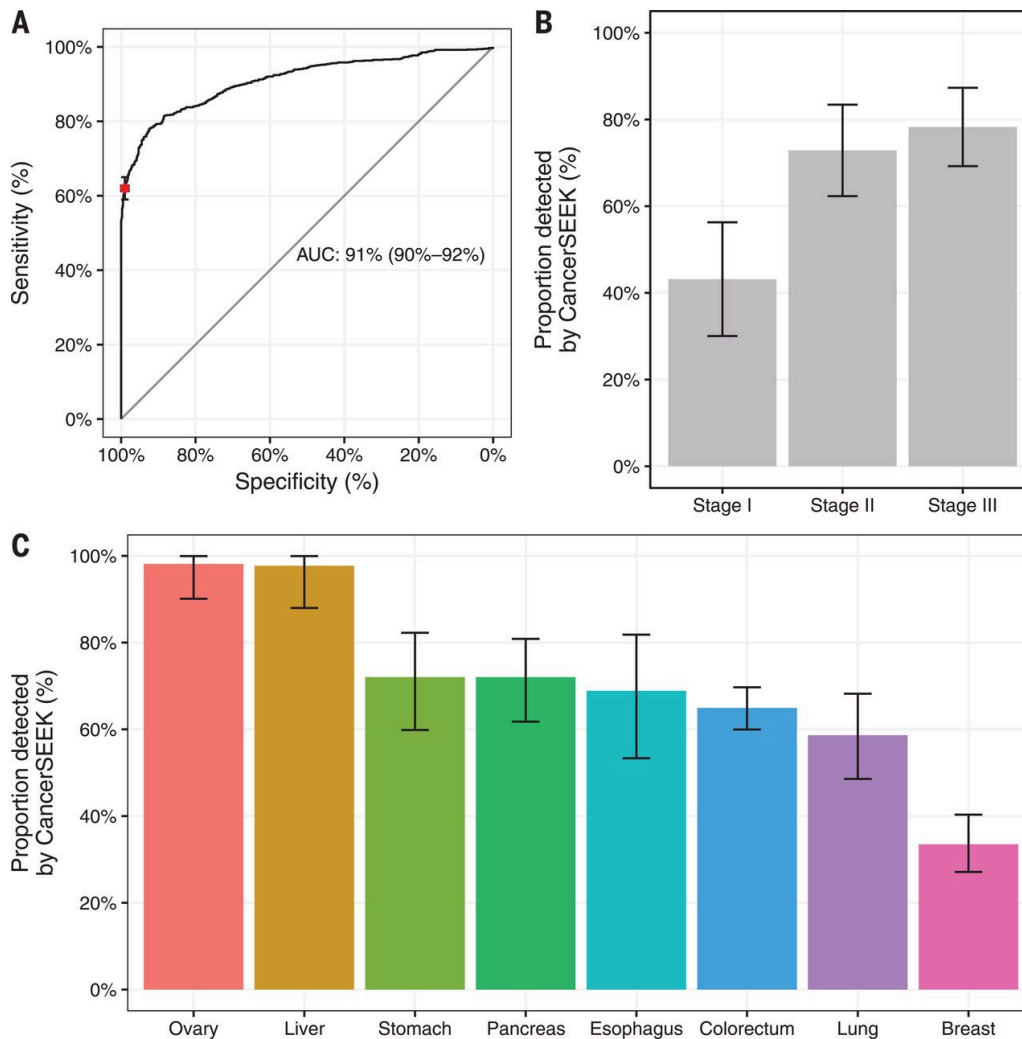 A
100%
80%
60%
40%
20%
0%
Sensitivity (%)
AUC: 91% (90%–92%)
100%
80%
60%
40%
20%
0%
Specificity (%)
B
100%
80%
60%
40%
20%
0%
Proportion detected
by CancerSEEK (%)
Stage I
Stage II
Stage III
C
100%
80%
60%
40%
20%
0%
Proportion detected
by CancerSEEK (%)
Ovary
Liver
Stomach
Pancreas
Esophagus
Colorectum
Lung
Breast